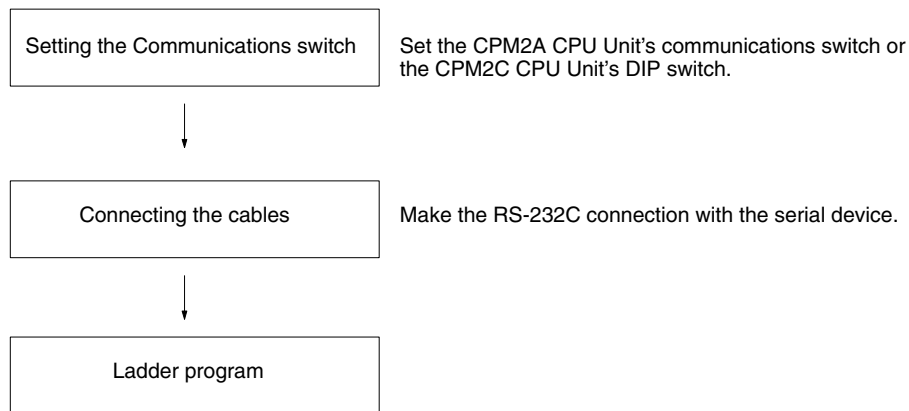 Setting the Communications switch
Set the CPM2A CPU Unit's communications switch or
the CPM2C CPU Unit's DIP switch.
Connecting the cables
Make the RS-232C connection with the serial device.
Ladder program